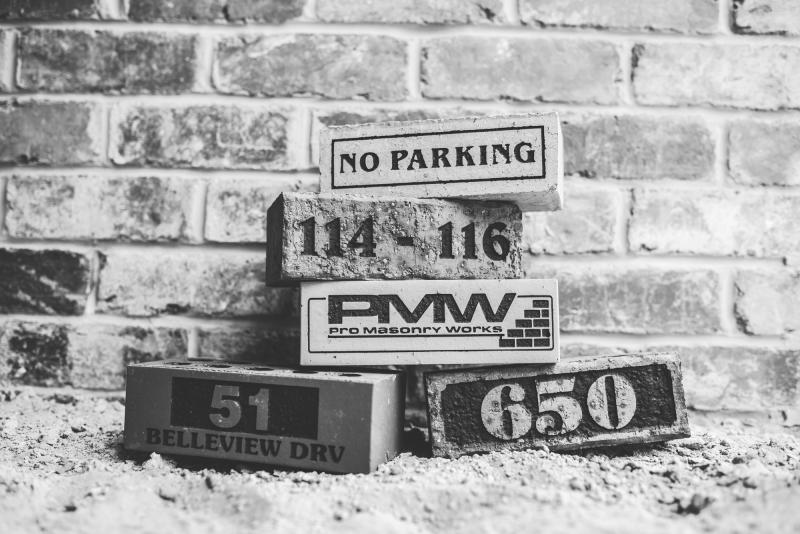 NO PARKING
114 - 116
PMW
Pro Masonry Works
51
BELLEVIEW DRV
650